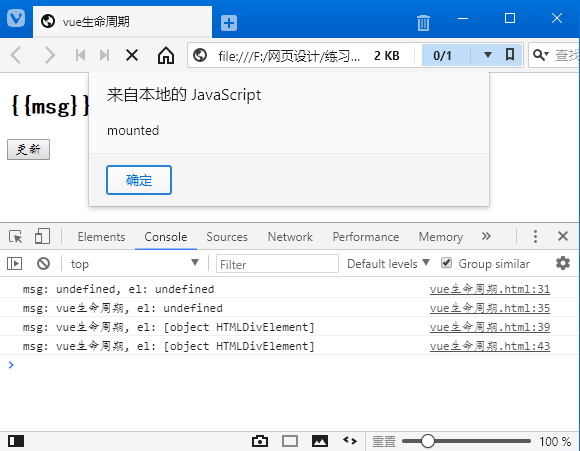 vue生命周期
file:///F:/网页设计/练习... 2 KB 0/1 查找
{{msg}}
更新
来自本地的 JavaScript
mounted
确定
Elements Console Sources Network Performance Memory
top Filter Default levels Group similar
msg: undefined, el: undefined vue生命周期.html:31
msg: vue生命周期, el: undefined vue生命周期.html:35
msg: vue生命周期, el: [object HTMLDivElement] vue生命周期.html:39
msg: vue生命周期, el: [object HTMLDivElement] vue生命周期.html:43
重置 100 %